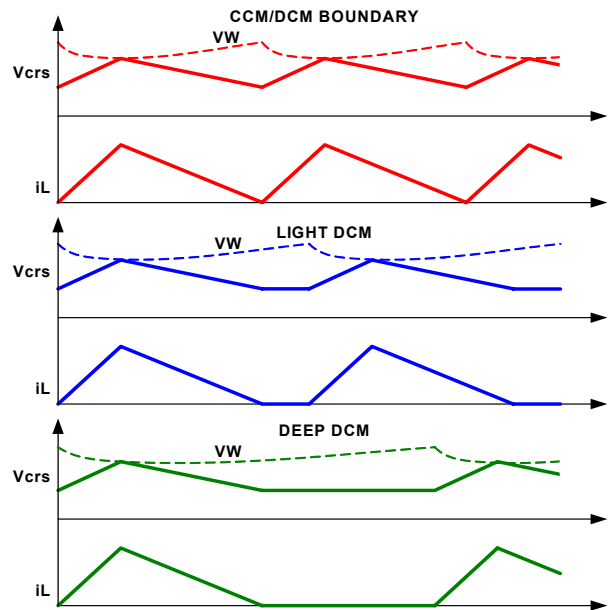 CCM/DCM BOUNDARY
VW
Vcrs
iL
LIGHT DCM
VW
Vcrs
iL
DEEP DCM
VW
Vcrs
iL